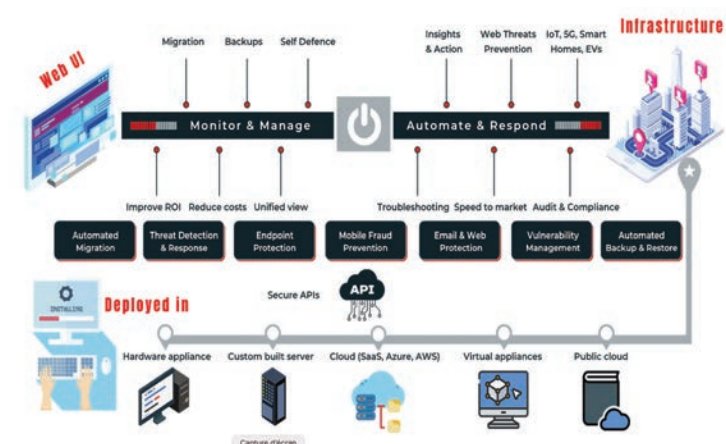 Web UI
Migration
Backups
Self Defence
Insights
& Action
Web Threats
Prevention
IoT, 5G, Smart
Homes, EVs
Infrastructure
Monitor & Manage
Automate & Respond
Improve ROI
Reduce costs
Unified view
Troubleshooting
Speed to market
Audit & Compliance
Automated
Migration
Threat Detection
& Response
Endpoint
Protection
Mobile Fraud
Prevention
Email & Web
Protection
Vulnerability
Management
Automated
Backup & Restore
INSTALLING
Deployed in
Secure APIs
API
Hardware appliance
Custom built server
Cloud (SaaS, Azure, AWS)
Virtual appliances
Public cloud
Capture d'écran